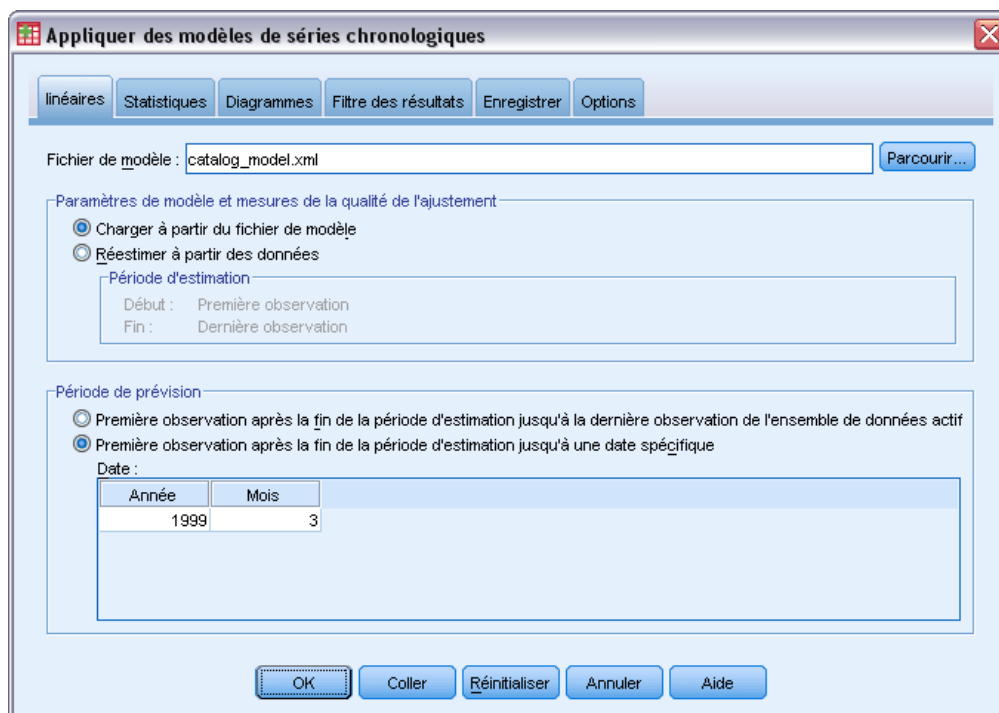 Appliquer des modèles de séries chronologiques
linéaires Statistiques Diagrammes Filtre des résultats Enregistrer Options
Fichier de modèle : catalog_model.xml Parcourir...
Paramètres de modèle et mesures de la qualité de l'ajustement
Charger à partir du fichier de modèle
Réestimer à partir des données
Période d'estimation
Début : Première observation
Fin : Dernière observation
Période de prévision
Première observation après la fin de la période d'estimation jusqu'à la dernière observation de l'ensemble de données actif
Première observation après la fin de la période d'estimation jusqu'à une date spécifique
Date :
Année Mois
1999 3
OK Coller Réinitialiser Annuler Aide